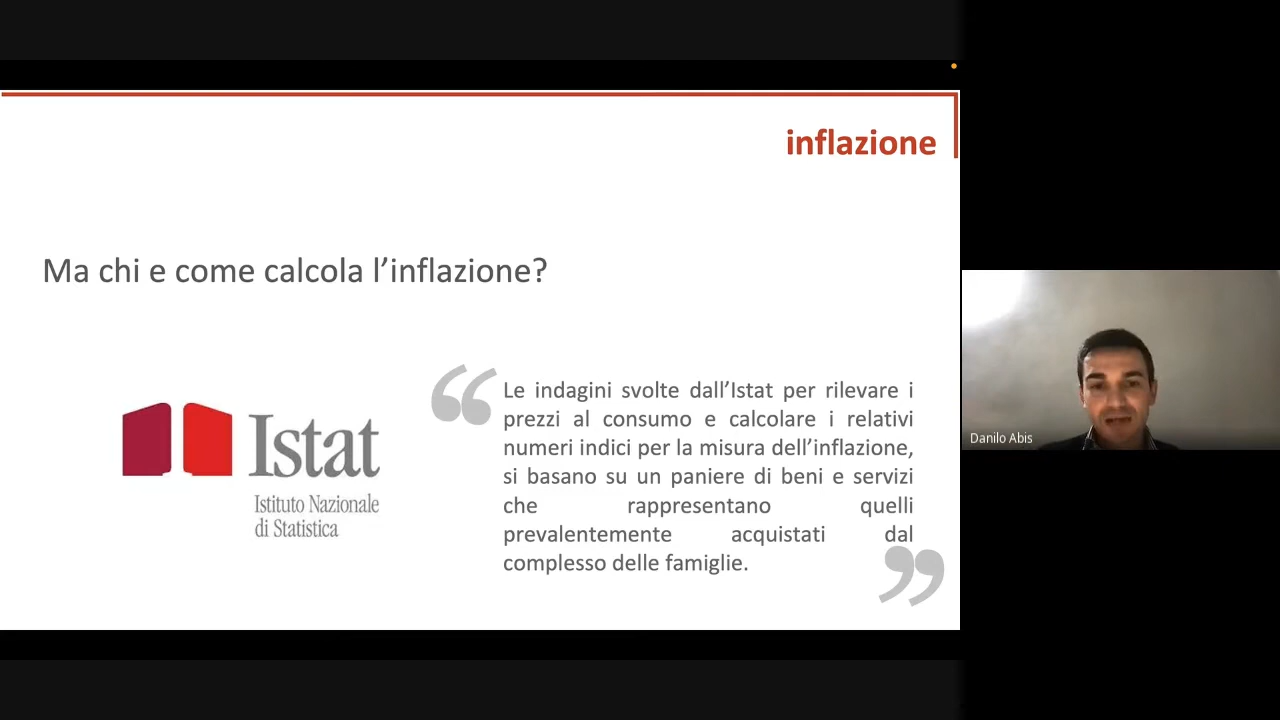 inflazione
Ma chi e come calcola l’inflazione?
Istat
Istituto Nazionale
di Statistica
“
Le indagini svolte dall’Istat per rilevare i
prezzi al consumo e calcolare i relativi
numeri indici per la misura dell’inflazione,
si basano su un paniere di beni e servizi
che rappresentano quelli
prevalentemente acquistati dal
complesso delle famiglie.
”
Danilo Abis